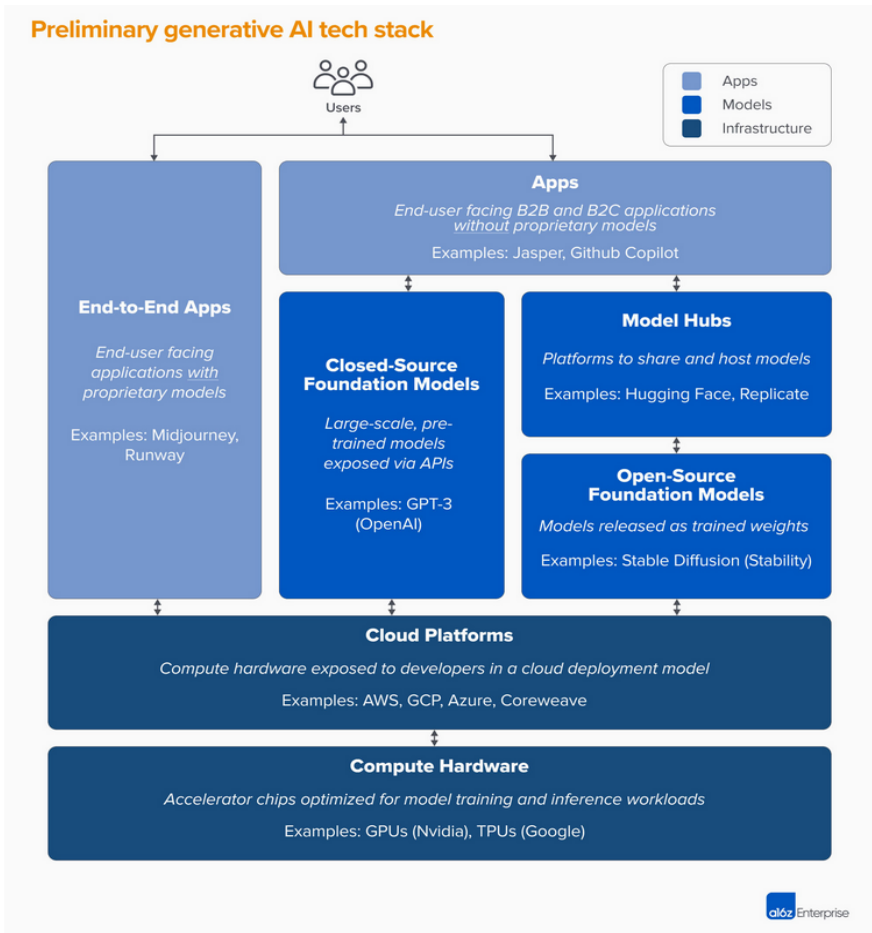 Preliminary generative AI tech stack
Users
Apps
Models
Infrastructure
Apps
End-user facing B2B and B2C applications
without proprietary models
Examples: Jasper, Github Copilot
End-to-End Apps
End-user facing
applications with
proprietary models
Examples: Midjourney,
Runway
Closed-Source
Foundation Models
Large-scale, pre-
trained models
exposed via APIs
Examples: GPT-3
(OpenAI)
Model Hubs
Platforms to share and host models
Examples: Hugging Face, Replicate
Open-Source
Foundation Models
Models released as trained weights
Examples: Stable Diffusion (Stability)
Cloud Platforms
Compute hardware exposed to developers in a cloud deployment model
Examples: AWS, GCP, Azure, Coreweave
Compute Hardware
Accelerator chips optimized for model training and inference workloads
Examples: GPUs (Nvidia), TPUs (Google)
a16z Enterprise